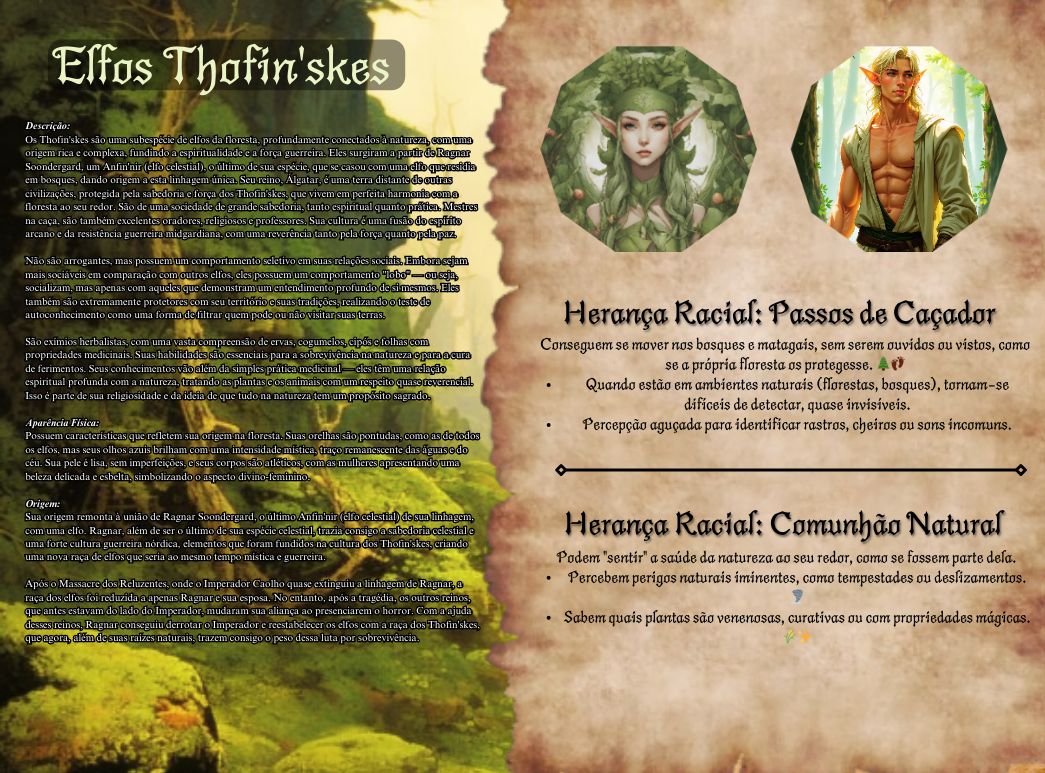 Elfos Thofin'skes
Descrição:
Os Thofin'skes são uma subespécie de elfos da floresta, profundamente conectados à natureza, com uma
origem rica e complexa, fundindo a espiritualidade e a força guerreira. Eles surgiram a partir de Ragnar
Soondergard, um Anfin'nir (elfo celestial), o último de sua espécie, que se casou com uma elfo que residia
em bosques, dando origem a esta linhagem única. Seu reino, Álgatar, é uma terra distante de outras
civilizações, protegida pela sabedoria e força dos Thofin'skes, que vivem em perfeita harmonia com a
floresta ao seu redor. São de uma sociedade de grande sabedoria, tanto espiritual quanto prática. Mestres
na caça, são também excelentes oradores, religiosos e professores. Sua cultura é uma fusão do espírito
arcano e da resistência guerreira midgardiana, com uma reverência tanto pela força quanto pela paz.
Não são arrogantes, mas possuem um comportamento seletivo em suas relações sociais. Embora sejam
mais sociáveis em comparação com outros elfos, eles possuem um comportamento "lobo" — ou seja,
socializam, mas apenas com aqueles que demonstram um entendimento profundo de si mesmos. Eles
também são extremamente protetores com seu território e suas tradições, realizando o teste de
autoconhecimento como uma forma de filtrar quem pode ou não visitar suas terras.
São exímios herbalistas, com uma vasta compreensão de ervas, cogumelos, cipós e folhas com
propriedades medicinais. Suas habilidades são essenciais para a sobrevivência na natureza e para a cura
de ferimentos. Seus conhecimentos vão além da simples prática medicinal — eles têm uma relação
espiritual profunda com a natureza, tratando as plantas e os animais com um respeito quase reverencial.
Isso é parte de sua religiosidade e da ideia de que tudo na natureza tem um propósito sagrado.
Aparência Física:
Possuem características que refletem sua origem na floresta. Suas orelhas são pontudas, como as de todos
os elfos, mas seus olhos azuis brilham com uma intensidade mística, traço remanescente das águas e do
céu. Sua pele é lisa, sem imperfeições, e seus corpos são atléticos, com as mulheres apresentando uma
beleza delicada e esbelta, simbolizando o aspecto divino-feminino.
Origem:
Sua origem remonta à união de Ragnar Soondergard, o último Anfin'nir (elfo celestial) de sua linhagem,
com uma elfo. Ragnar, além de ser o último de sua espécie celestial, trazia consigo a sabedoria celestial e
uma forte cultura guerreira nórdica, elementos que foram fundidos na cultura dos Thofin'skes, criando
uma nova raça de elfos que seria ao mesmo tempo mística e guerreira.
Após o Massacre dos Reluzentes, onde o Imperador Caolho quase extinguiu a linhagem de Ragnar, a
raça dos elfos foi reduzida a apenas Ragnar e sua esposa. No entanto, após a tragédia, os outros reinos,
que antes estavam do lado do Imperador, mudaram sua aliança ao presenciarem o horror. Com a ajuda
desses reinos, Ragnar conseguiu derrotar o Imperador e reestabelecer os elfos com a raça dos Thofin'skes,
que agora, além de suas raízes naturais, trazem consigo o peso dessa luta por sobrevivência.
Herança Racial: Passos de Caçador
Conseguem se mover nos bosques e matagais, sem serem ouvidos ou vistos, como
se a própria floresta os protegesse. 🌲👣
• Quando estão em ambientes naturais (florestas, bosques), tornam-se
difíceis de detectar, quase invisíveis.
• Percepção aguçada para identificar rastros, cheiros ou sons incomuns.
Herança Racial: Comunhão Natural
Podem "sentir" a saúde da natureza ao seu redor, como se fossem parte dela.
• Percebem perigos naturais iminentes, como tempestades ou deslizamentos.
🌪️
• Sabem quais plantas são venenosas, curativas ou com propriedades mágicas.
🌿✨